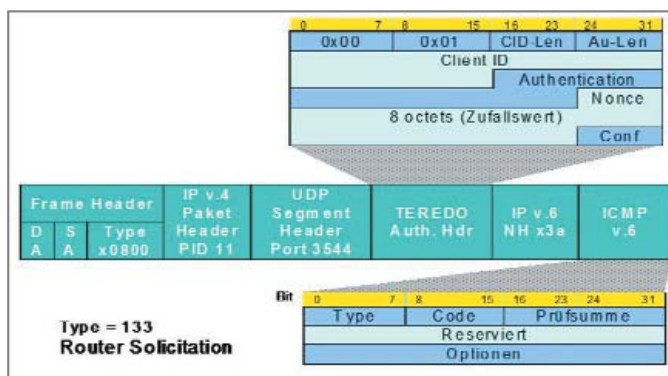 0 7 8 15 16 23 24 31
0x00 0x01 CID-Len Au-Len
Client ID
Authentication
Nonce
8 octets (Zufallswert)
Conf
Frame Header
D A
S A
Type x0800
IP v.4 Paket Header PID 11
UDP Segment Header Port 3544
TEREDO Auth. Hdr
IP v.6 NH x3a
ICMP v.6
Bit 0 7 8 15 16 23 24 31
Type Code Prüfsumme
Reserviert
Optionen
Type = 133
Router Solicitation